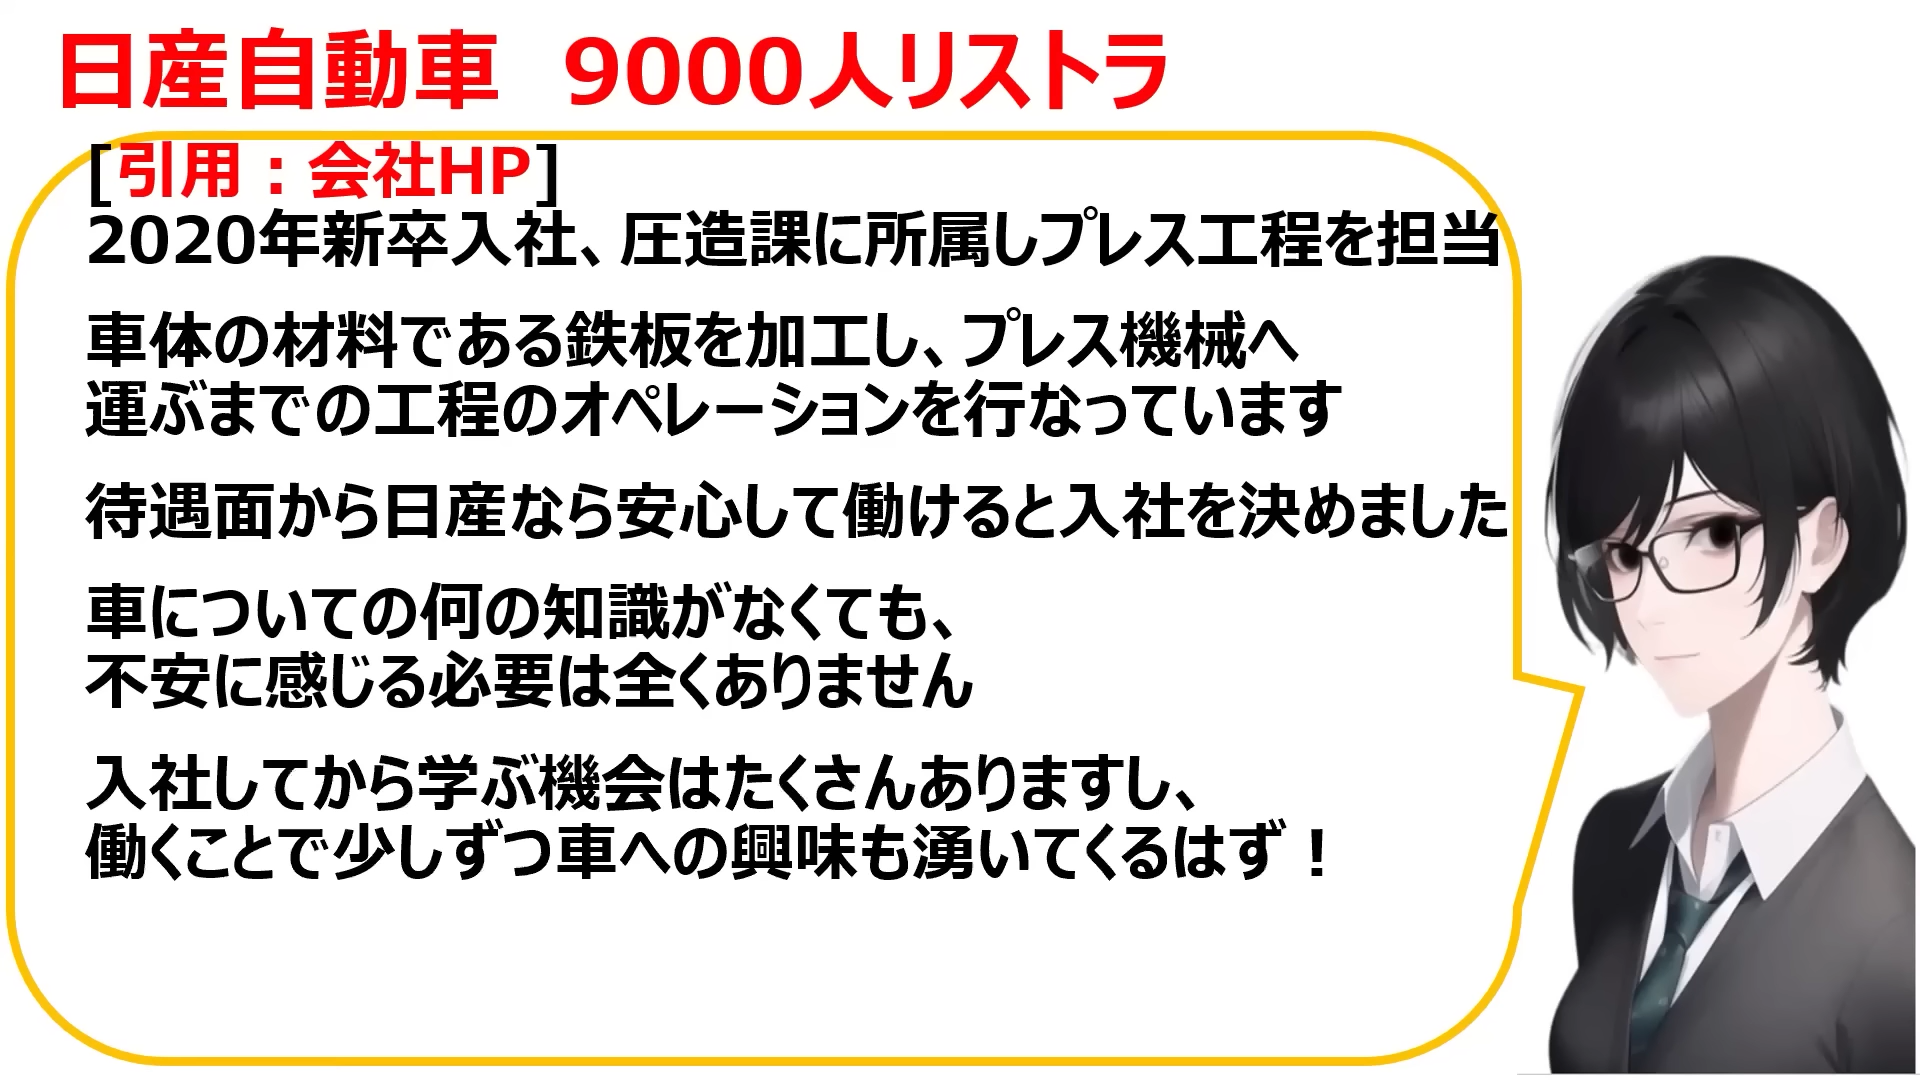 日産自動車　9000人リストラ
[引用：会社HP]
2020年新卒入社、圧造課に所属しプレス工程を担当
車体の材料である鉄板を加工し、プレス機械へ
運ぶまでの工程のオペレーションを行なっています
待遇面から日産なら安心して働けると入社を決めました
車についての何の知識がなくても、
不安に感じる必要は全くありません
入社してから学ぶ機会はたくさんありますし、
働くことで少しずつ車への興味も湧いてくるはず！